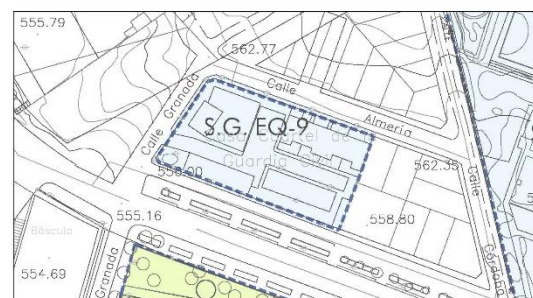 555.79
562.77
Calle
Calle Granada
Almería
S.G. EQ-9
Casa Cuartel de
Guardia
562.35
Calle
Córdoba
556.00
555.16
558.80
Báscula
Granada
554.69